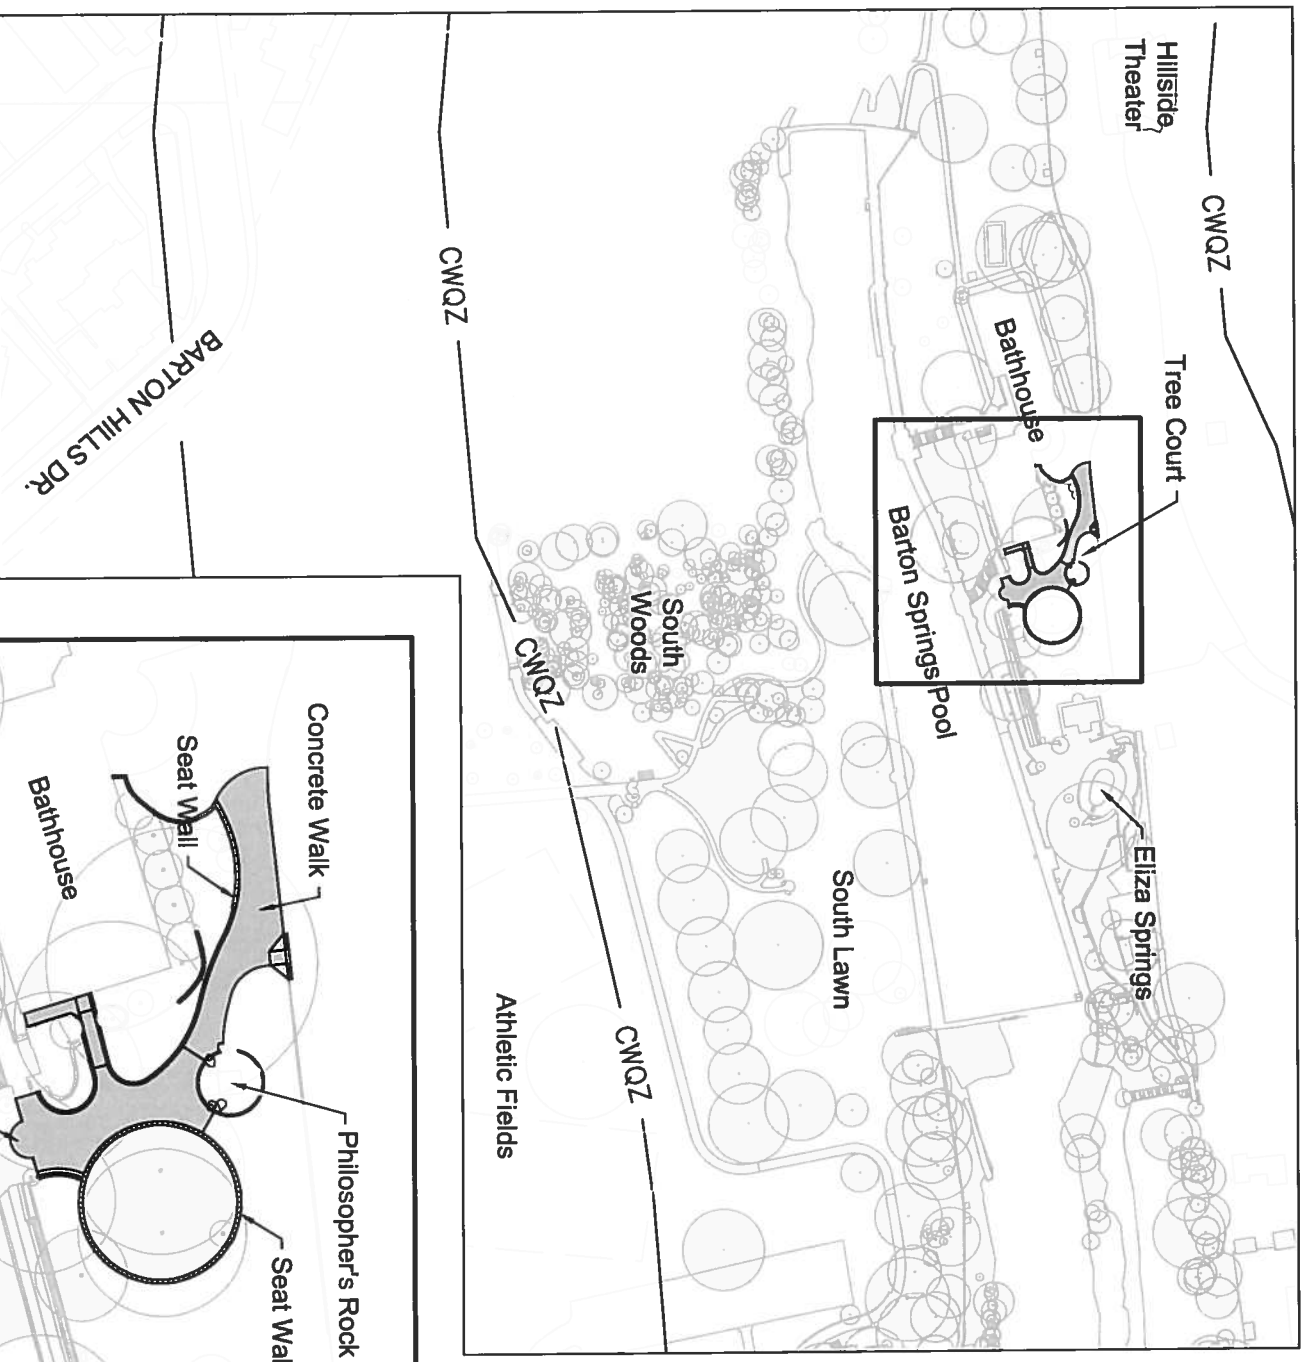 Hillside
Theater
CWQZ
Tree Court
Bathhouse
Barton Springs Pool
Eliza Springs
CWQZ
South
Woods
CWQZ
South Lawn
CWQZ
Athletic Fields
BARTON HILLS DR.
Concrete Walk
Seat Wall
Bathhouse
Philosopher's Rock
Seat Wal